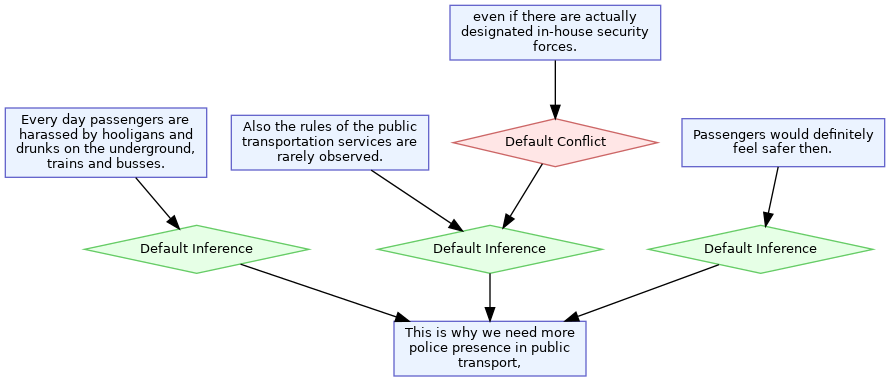 even if there are actually
designated in-house security
forces.
Every day passengers are
harassed by hooligans and
drunks on the underground,
trains and busses.
Also the rules of the public
transportation services are
rarely observed.
Default Conflict
Passengers would definitely
feel safer then.
Default Inference
Default Inference
Default Inference
This is why we need more
police presence in public
transport,